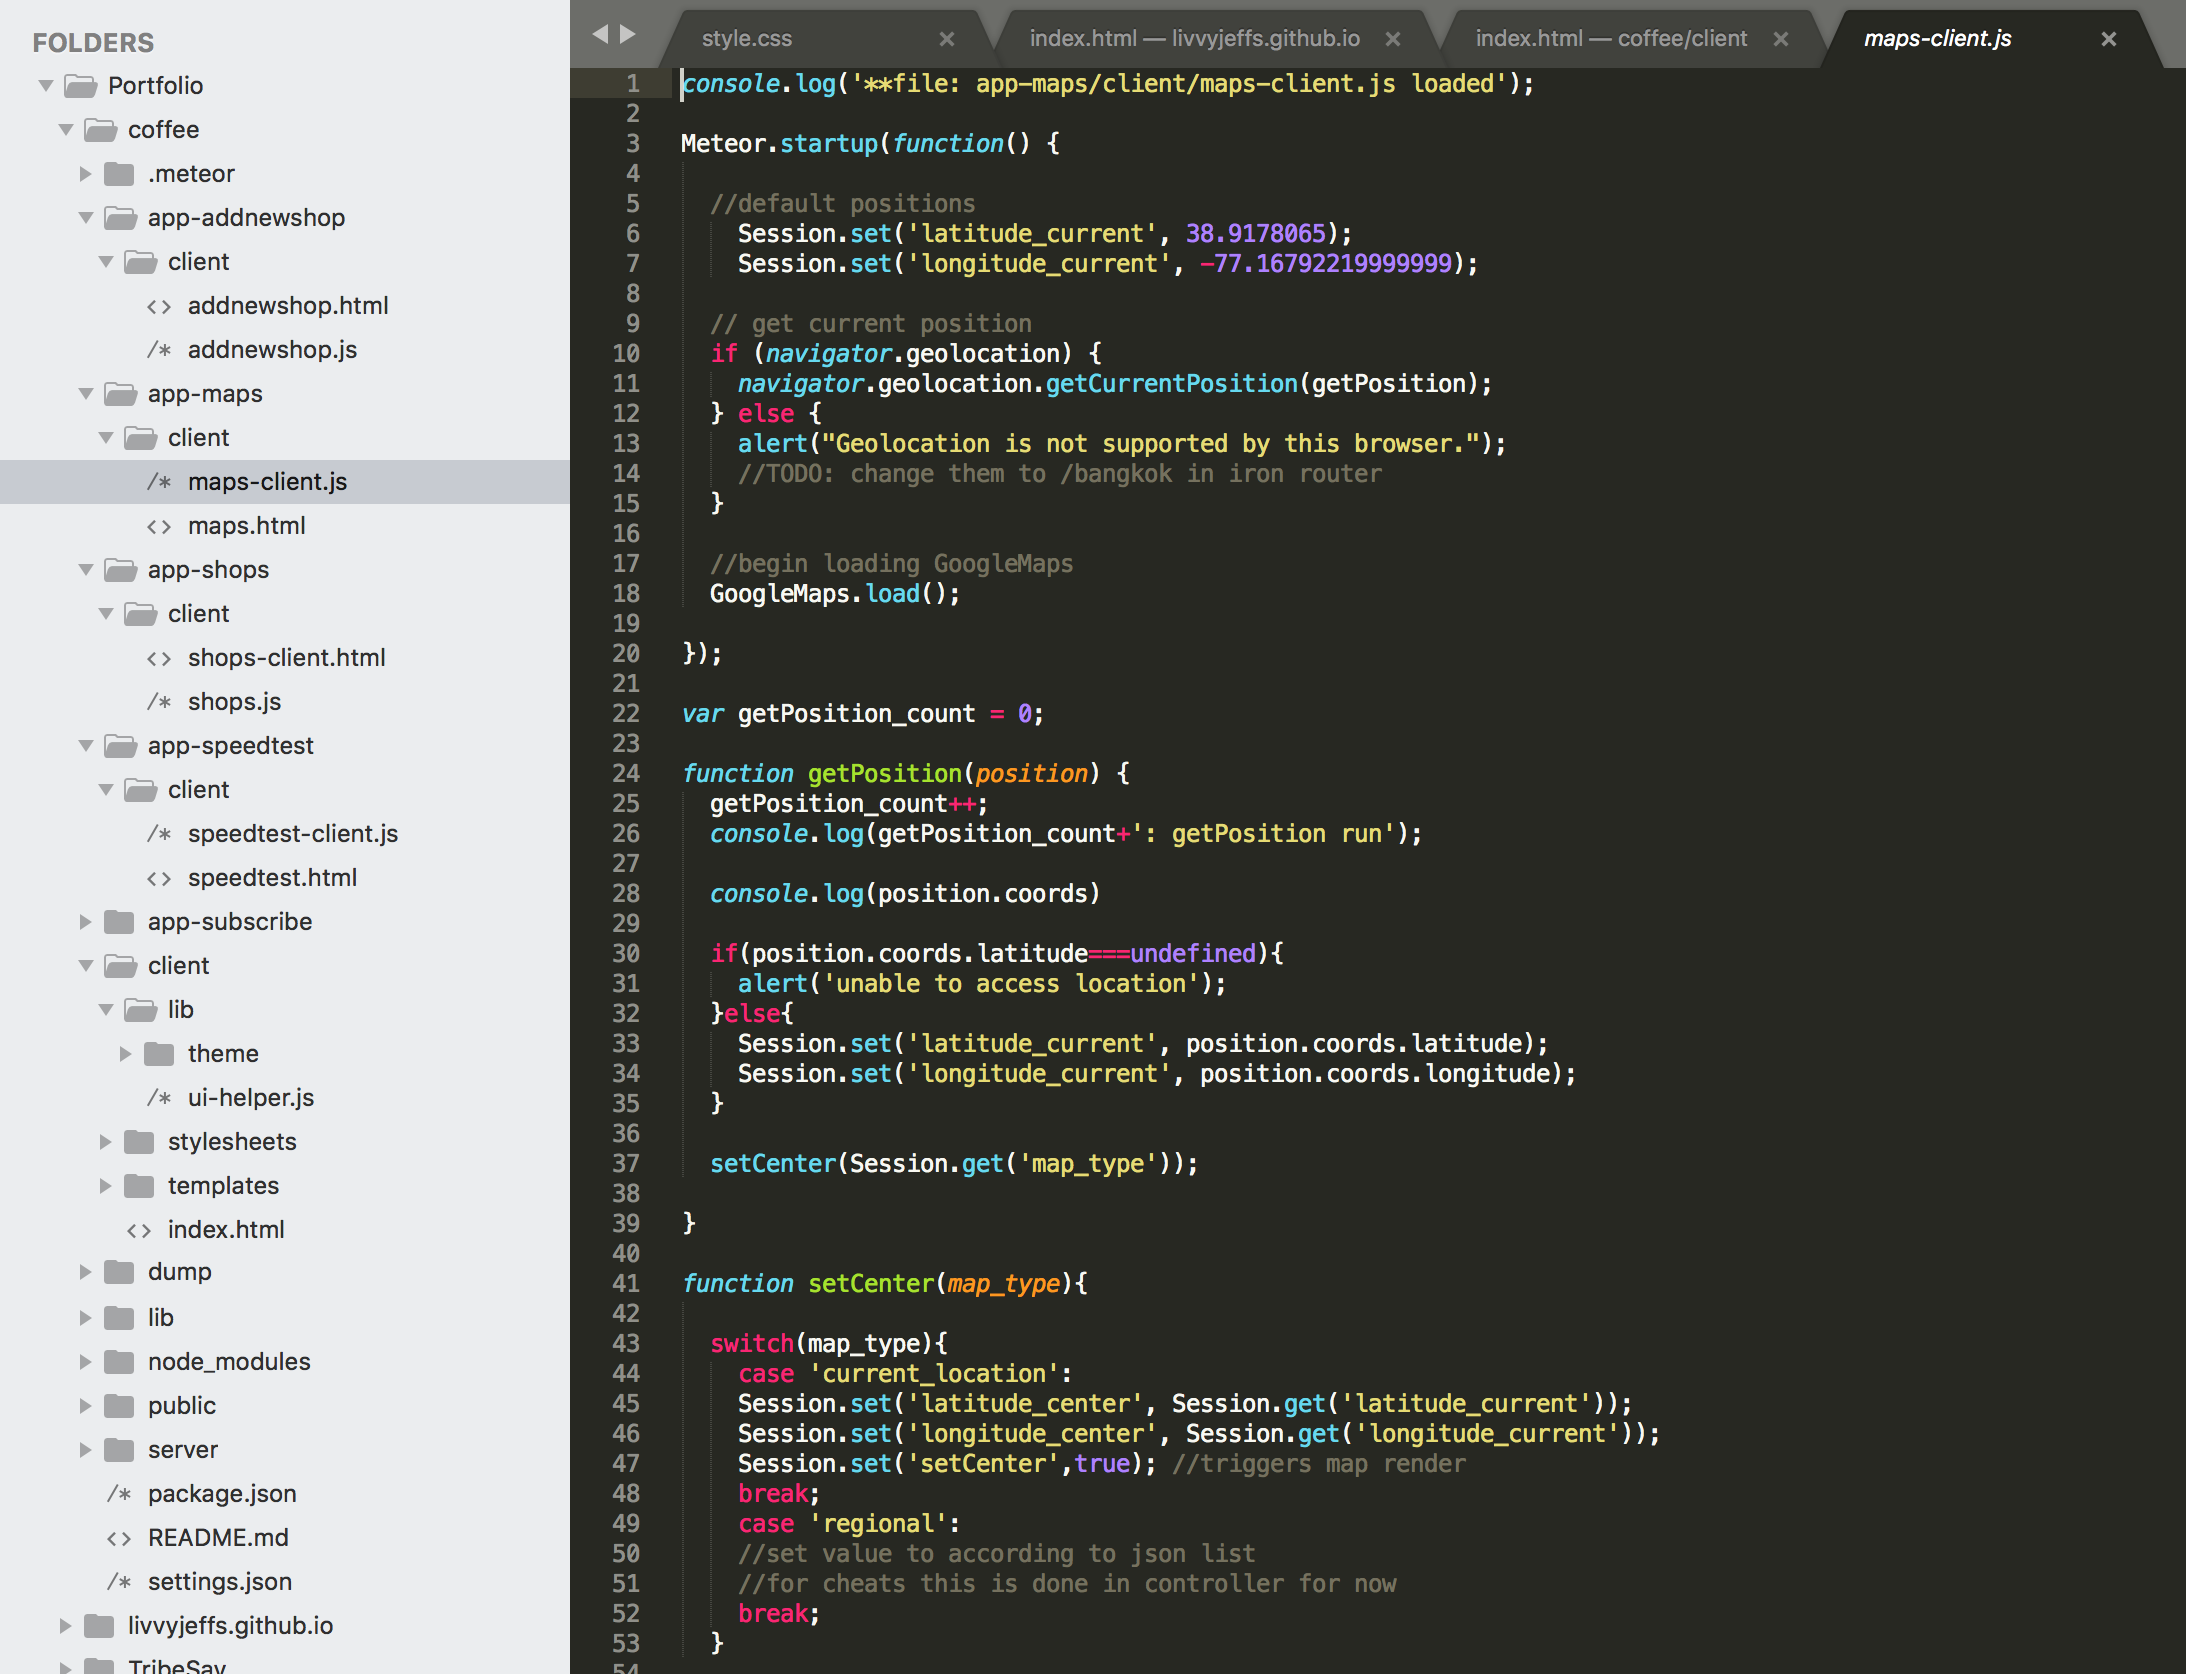 FOLDERS
Portfolio
coffee
.meteor
app-addnewshop
client
<> addnewshop.html
/* addnewshop.js
app-maps
client
/* maps-client.js
<> maps.html
app-shops
client
<> shops-client.html
/* shops.js
app-speedtest
client
/* speedtest-client.js
<> speedtest.html
app-subscribe
client
lib
theme
/* ui-helper.js
stylesheets
templates
<> index.html
dump
lib
node_modules
public
server
/* package.json
<> README.md
/* settings.json
livvyjeffs.github.io
TribeSay
style.css × index.html — livvyjeffs.github.io × index.html — coffee/client × maps-client.js ×
1 console.log('**file: app-maps/client/maps-client.js loaded');
2
3 Meteor.startup(function() {
4
5   //default positions
6     Session.set('latitude_current', 38.9178065);
7     Session.set('longitude_current', -77.16792219999999);
8
9   // get current position
10   if (navigator.geolocation) {
11     navigator.geolocation.getCurrentPosition(getPosition);
12   } else {
13     alert("Geolocation is not supported by this browser.");
14     //TODO: change them to /bangkok in iron router
15   }
16
17   //begin loading GoogleMaps
18   GoogleMaps.load();
19
20 });
21
22 var getPosition_count = 0;
23
24 function getPosition(position) {
25   getPosition_count++;
26   console.log(getPosition_count+': getPosition run');
27
28   console.log(position.coords)
29
30   if(position.coords.latitude===undefined){
31     alert('unable to access location');
32   }else{
33     Session.set('latitude_current', position.coords.latitude);
34     Session.set('longitude_current', position.coords.longitude);
35   }
36
37   setCenter(Session.get('map_type'));
38
39 }
40
41 function setCenter(map_type){
42
43   switch(map_type){
44     case 'current_location':
45     Session.set('latitude_center', Session.get('latitude_current'));
46     Session.set('longitude_center', Session.get('longitude_current'));
47     Session.set('setCenter',true); //triggers map render
48     break;
49     case 'regional':
50     //set value to according to json list
51     //for cheats this is done in controller for now
52     break;
53   }
54